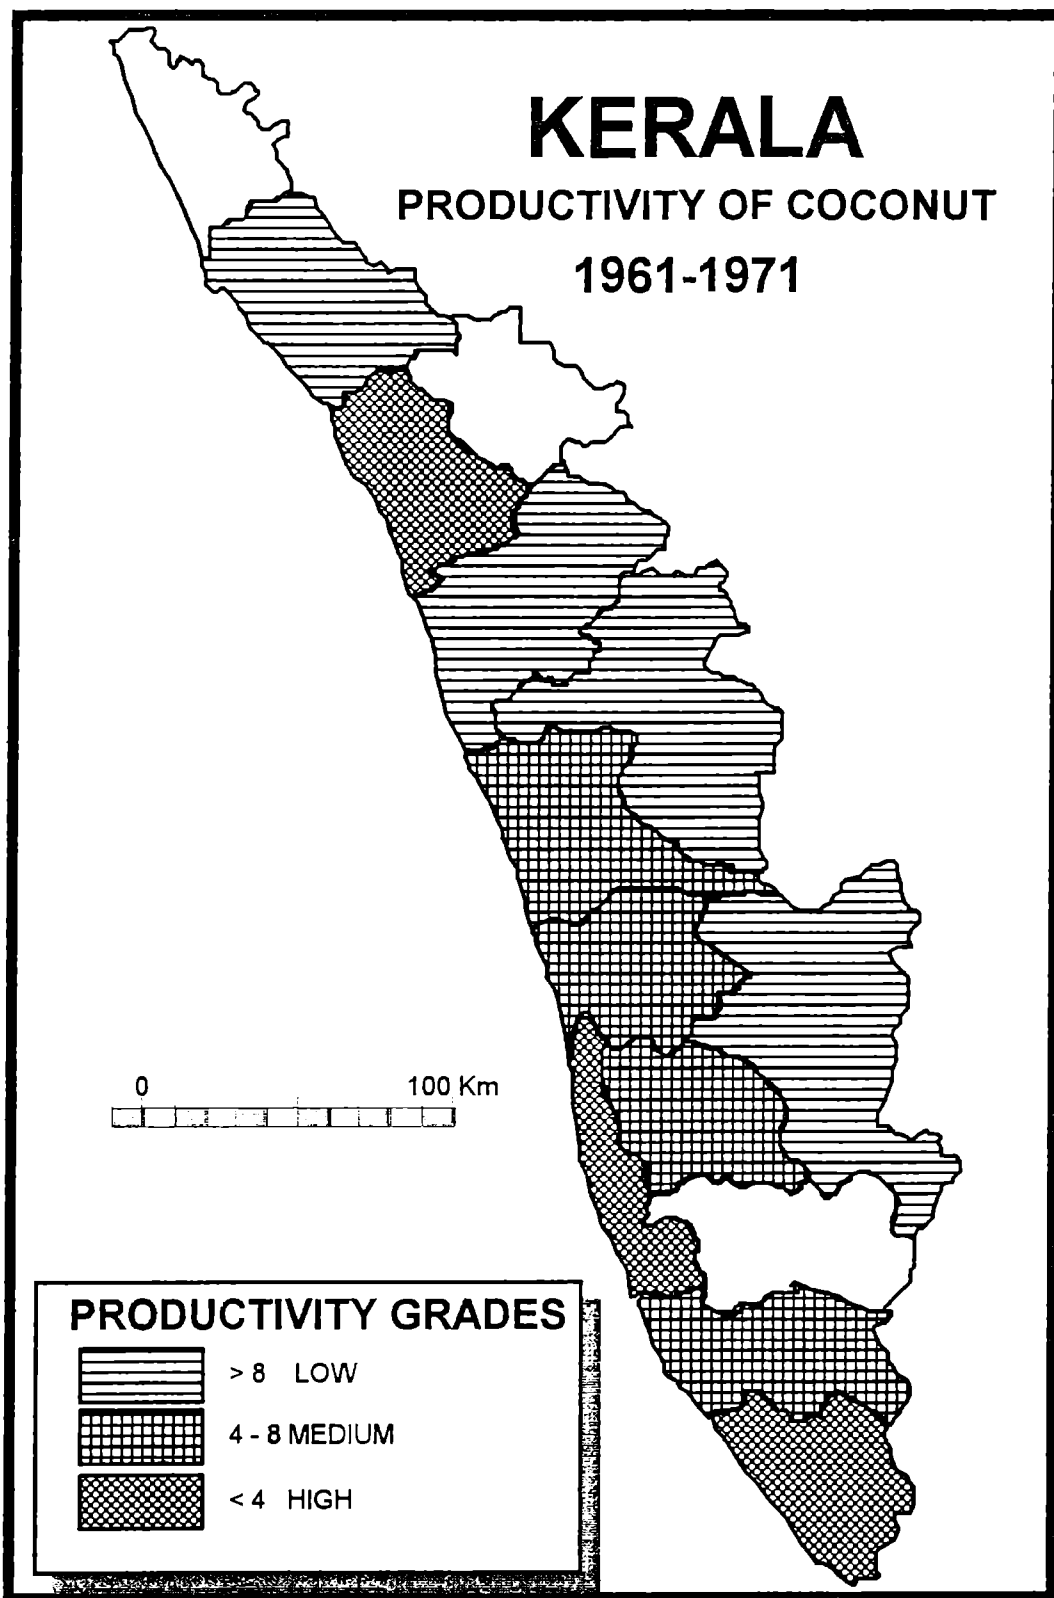 KERALA
PRODUCTIVITY OF COCONUT
1961-1971
0 100 Km
PRODUCTIVITY GRADES
> 8 LOW
4 - 8 MEDIUM
< 4 HIGH